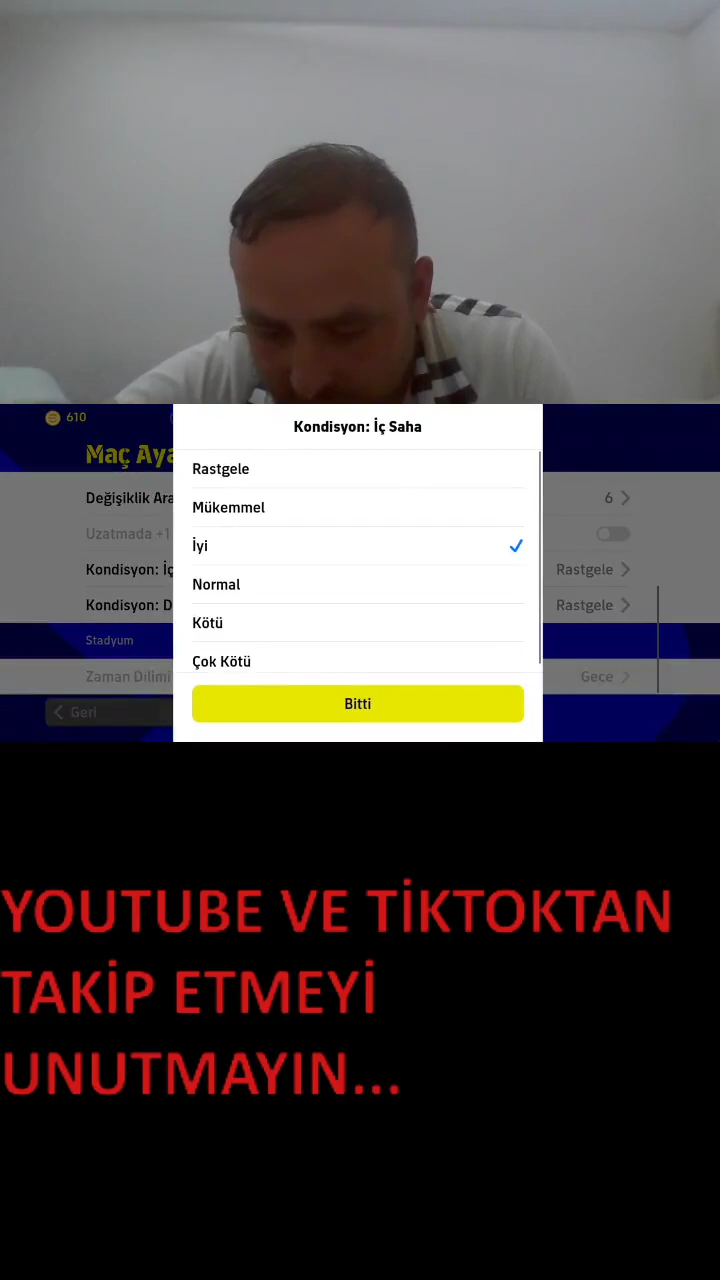 610
Kondisyon: İç Saha
Maç Aya
Rastgele
Mükemmel
Değişiklik Ara
6
Uzatmada +1
İyi
Kondisyon: İç
Rastgele
Normal
Kondisyon: D
Rastgele
Kötü
Stadyum
Çok Kötü
Zaman Dilimi
Gece
Geri
Bitti
YOUTUBE VE TİKTOKTAN
TAKİP ETMEYİ
UNUTMAYIN...